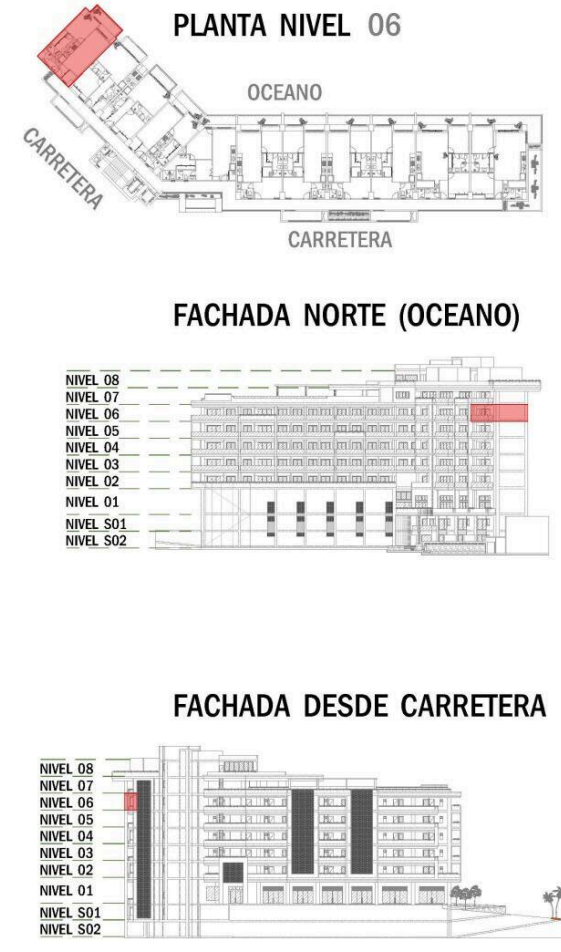 PLANTA NIVEL 06
OCEANO
CARRETERA
CARRETERA
FACHADA NORTE (OCEANO)
NIVEL 08
NIVEL 07
NIVEL 06
NIVEL 05
NIVEL 04
NIVEL 03
NIVEL 02
NIVEL 01
NIVEL S01
NIVEL S02
FACHADA DESDE CARRETERA
NIVEL 08
NIVEL 07
NIVEL 06
NIVEL 05
NIVEL 04
NIVEL 03
NIVEL 02
NIVEL 01
NIVEL S01
NIVEL S02